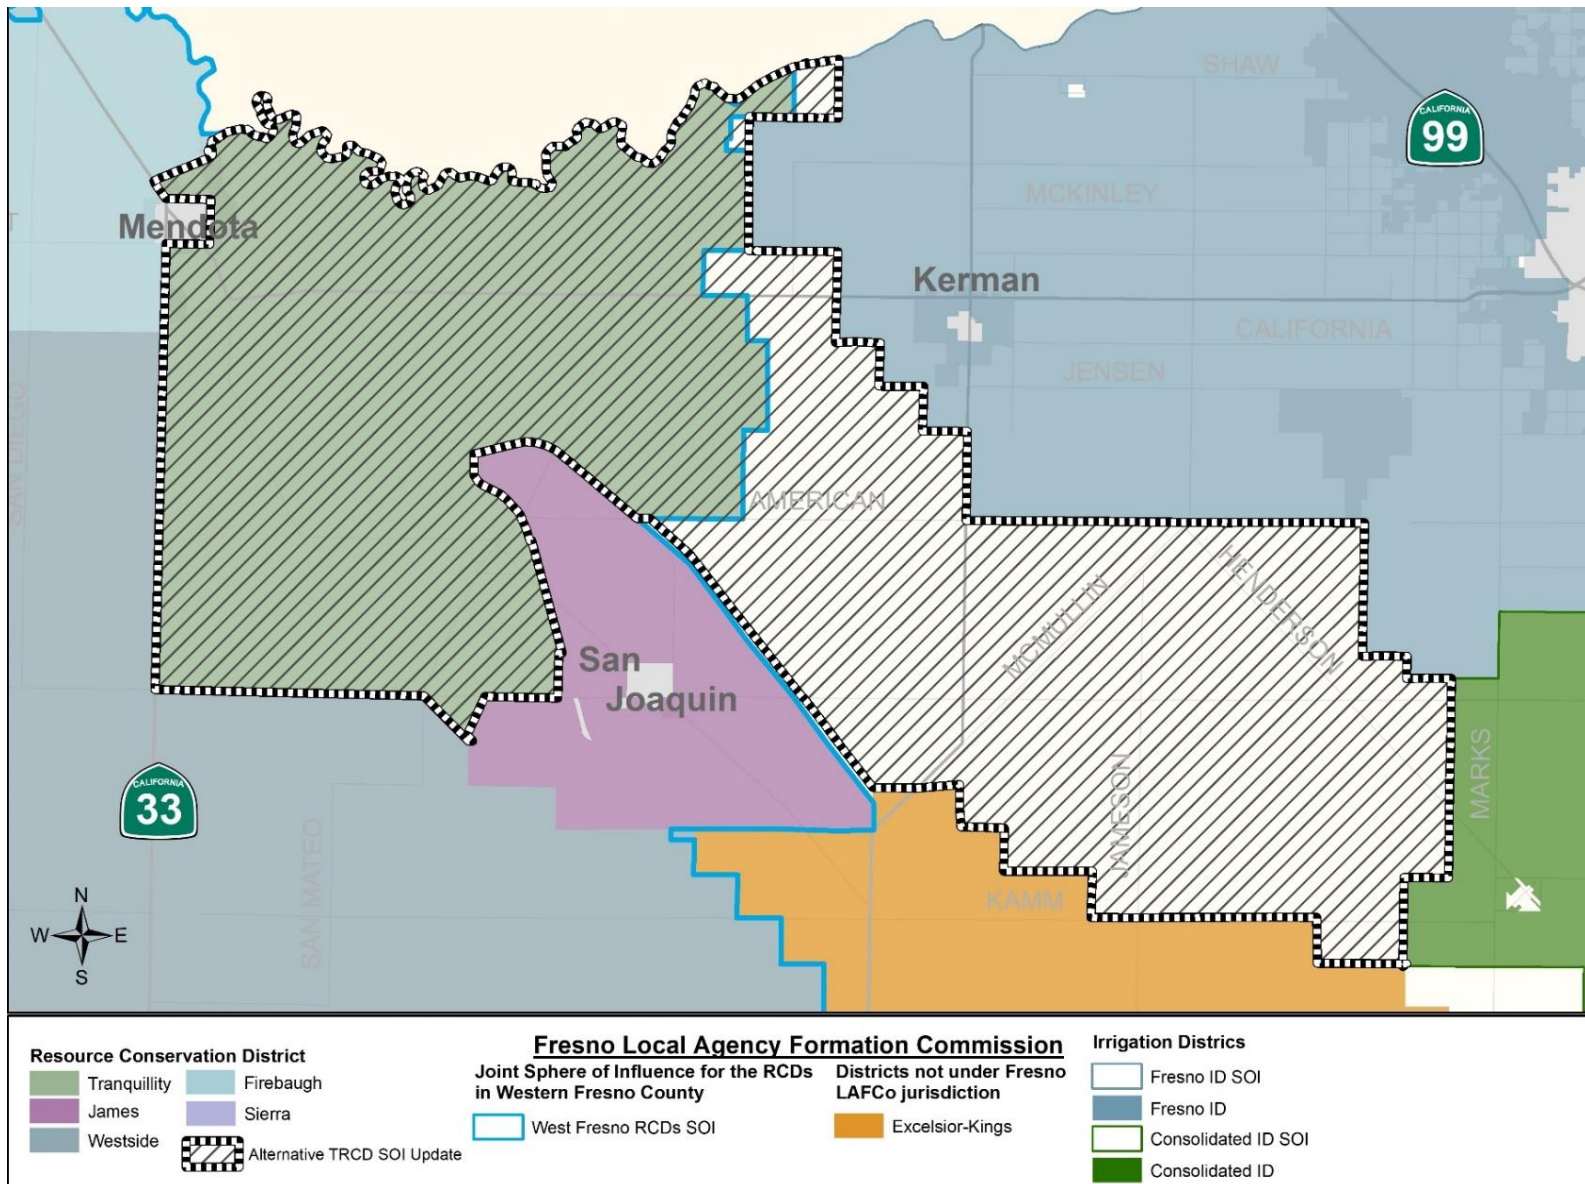 SHAW
CALIFORNIA
99
MCKINLEY
Mendota
T
Kerman
CALIFORNIA
JENSEN
SAN DIEGO
AMERICAN
HENDERSON
MCMULLIN
San
Joaquin
MARKS
JAMESON
CALIFORNIA
33
SAN MATEO
KAMM
N
W E
S
Fresno Local Agency Formation Commission
Resource Conservation District
Tranquillity
Firebaugh
James
Sierra
Westside
Alternative TRCD SOI Update
Joint Sphere of Influence for the RCDs
in Western Fresno County
West Fresno RCDs SOI
Districts not under Fresno
LAFCo jurisdiction
Excelsior-Kings
Irrigation Districs
Fresno ID SOI
Fresno ID
Consolidated ID SOI
Consolidated ID